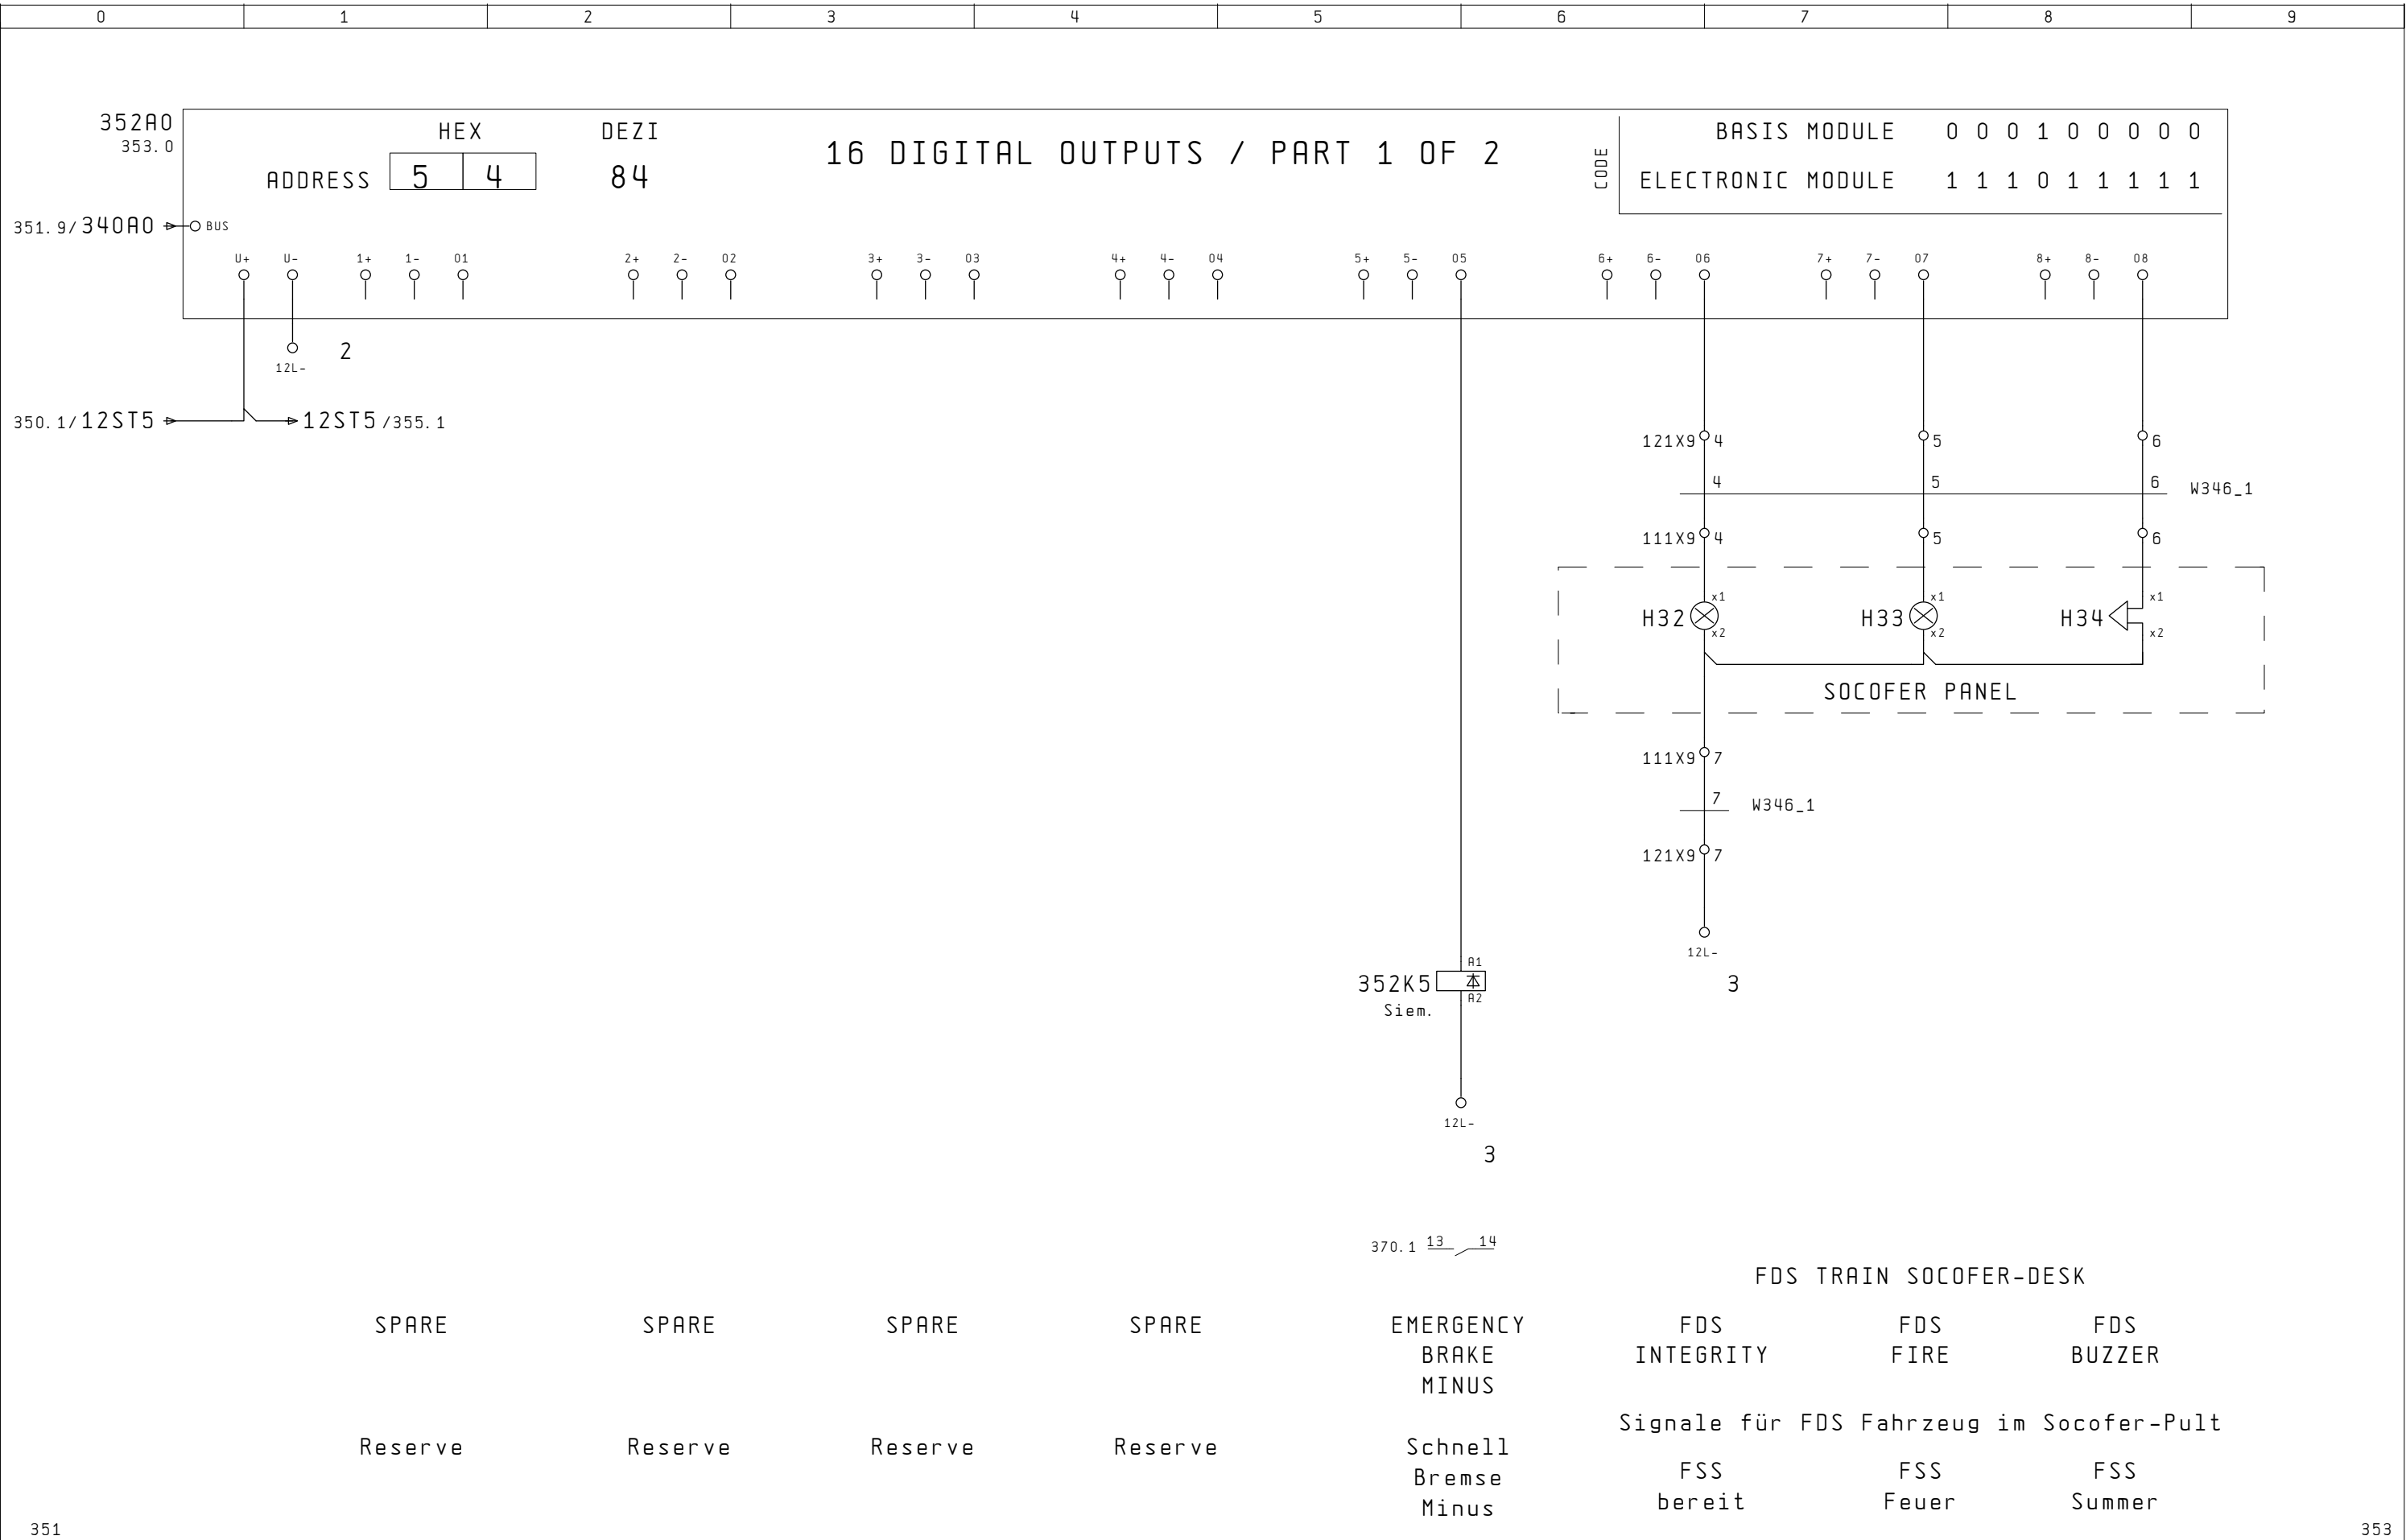 0 1 2 3 4 5 6 7 8 9
352A0
353.0
HEX DEZI
ADDRESS 5 4 84
16 DIGITAL OUTPUTS / PART 1 OF 2
CODE
BASIS MODULE 0 0 0 1 0 0 0 0 0
ELECTRONIC MODULE 1 1 1 0 1 1 1 1 1
351.9/340A0 BUS
U+ U- 1+ 1- 01 2+ 2- 02 3+ 3- 03 4+ 4- 04 5+ 5- 05 6+ 6- 06 7+ 7- 07 8+ 8- 08
2
12L-
350.1/12ST5 12ST5/355.1
121X9 4 5 6
4 5 6 W346_1
111X9 4 5 6
x1 x1 x1
H32 H33 H34
x2 x2 x2
SOCOFER PANEL
111X9 7
7 W346_1
121X9 7
12L-
3
A1
352K5
A2
Siem.
12L-
3
370.1 13 14
FDS TRAIN SOCOFER-DESK
SPARE SPARE SPARE SPARE EMERGENCY FDS FDS FDS
BRAKE INTEGRITY FIRE BUZZER
MINUS
Signale für FDS Fahrzeug im Socofer-Pult
Reserve Reserve Reserve Reserve Schnell
Bremse FSS FSS FSS
Minus bereit Feuer Summer
351 353